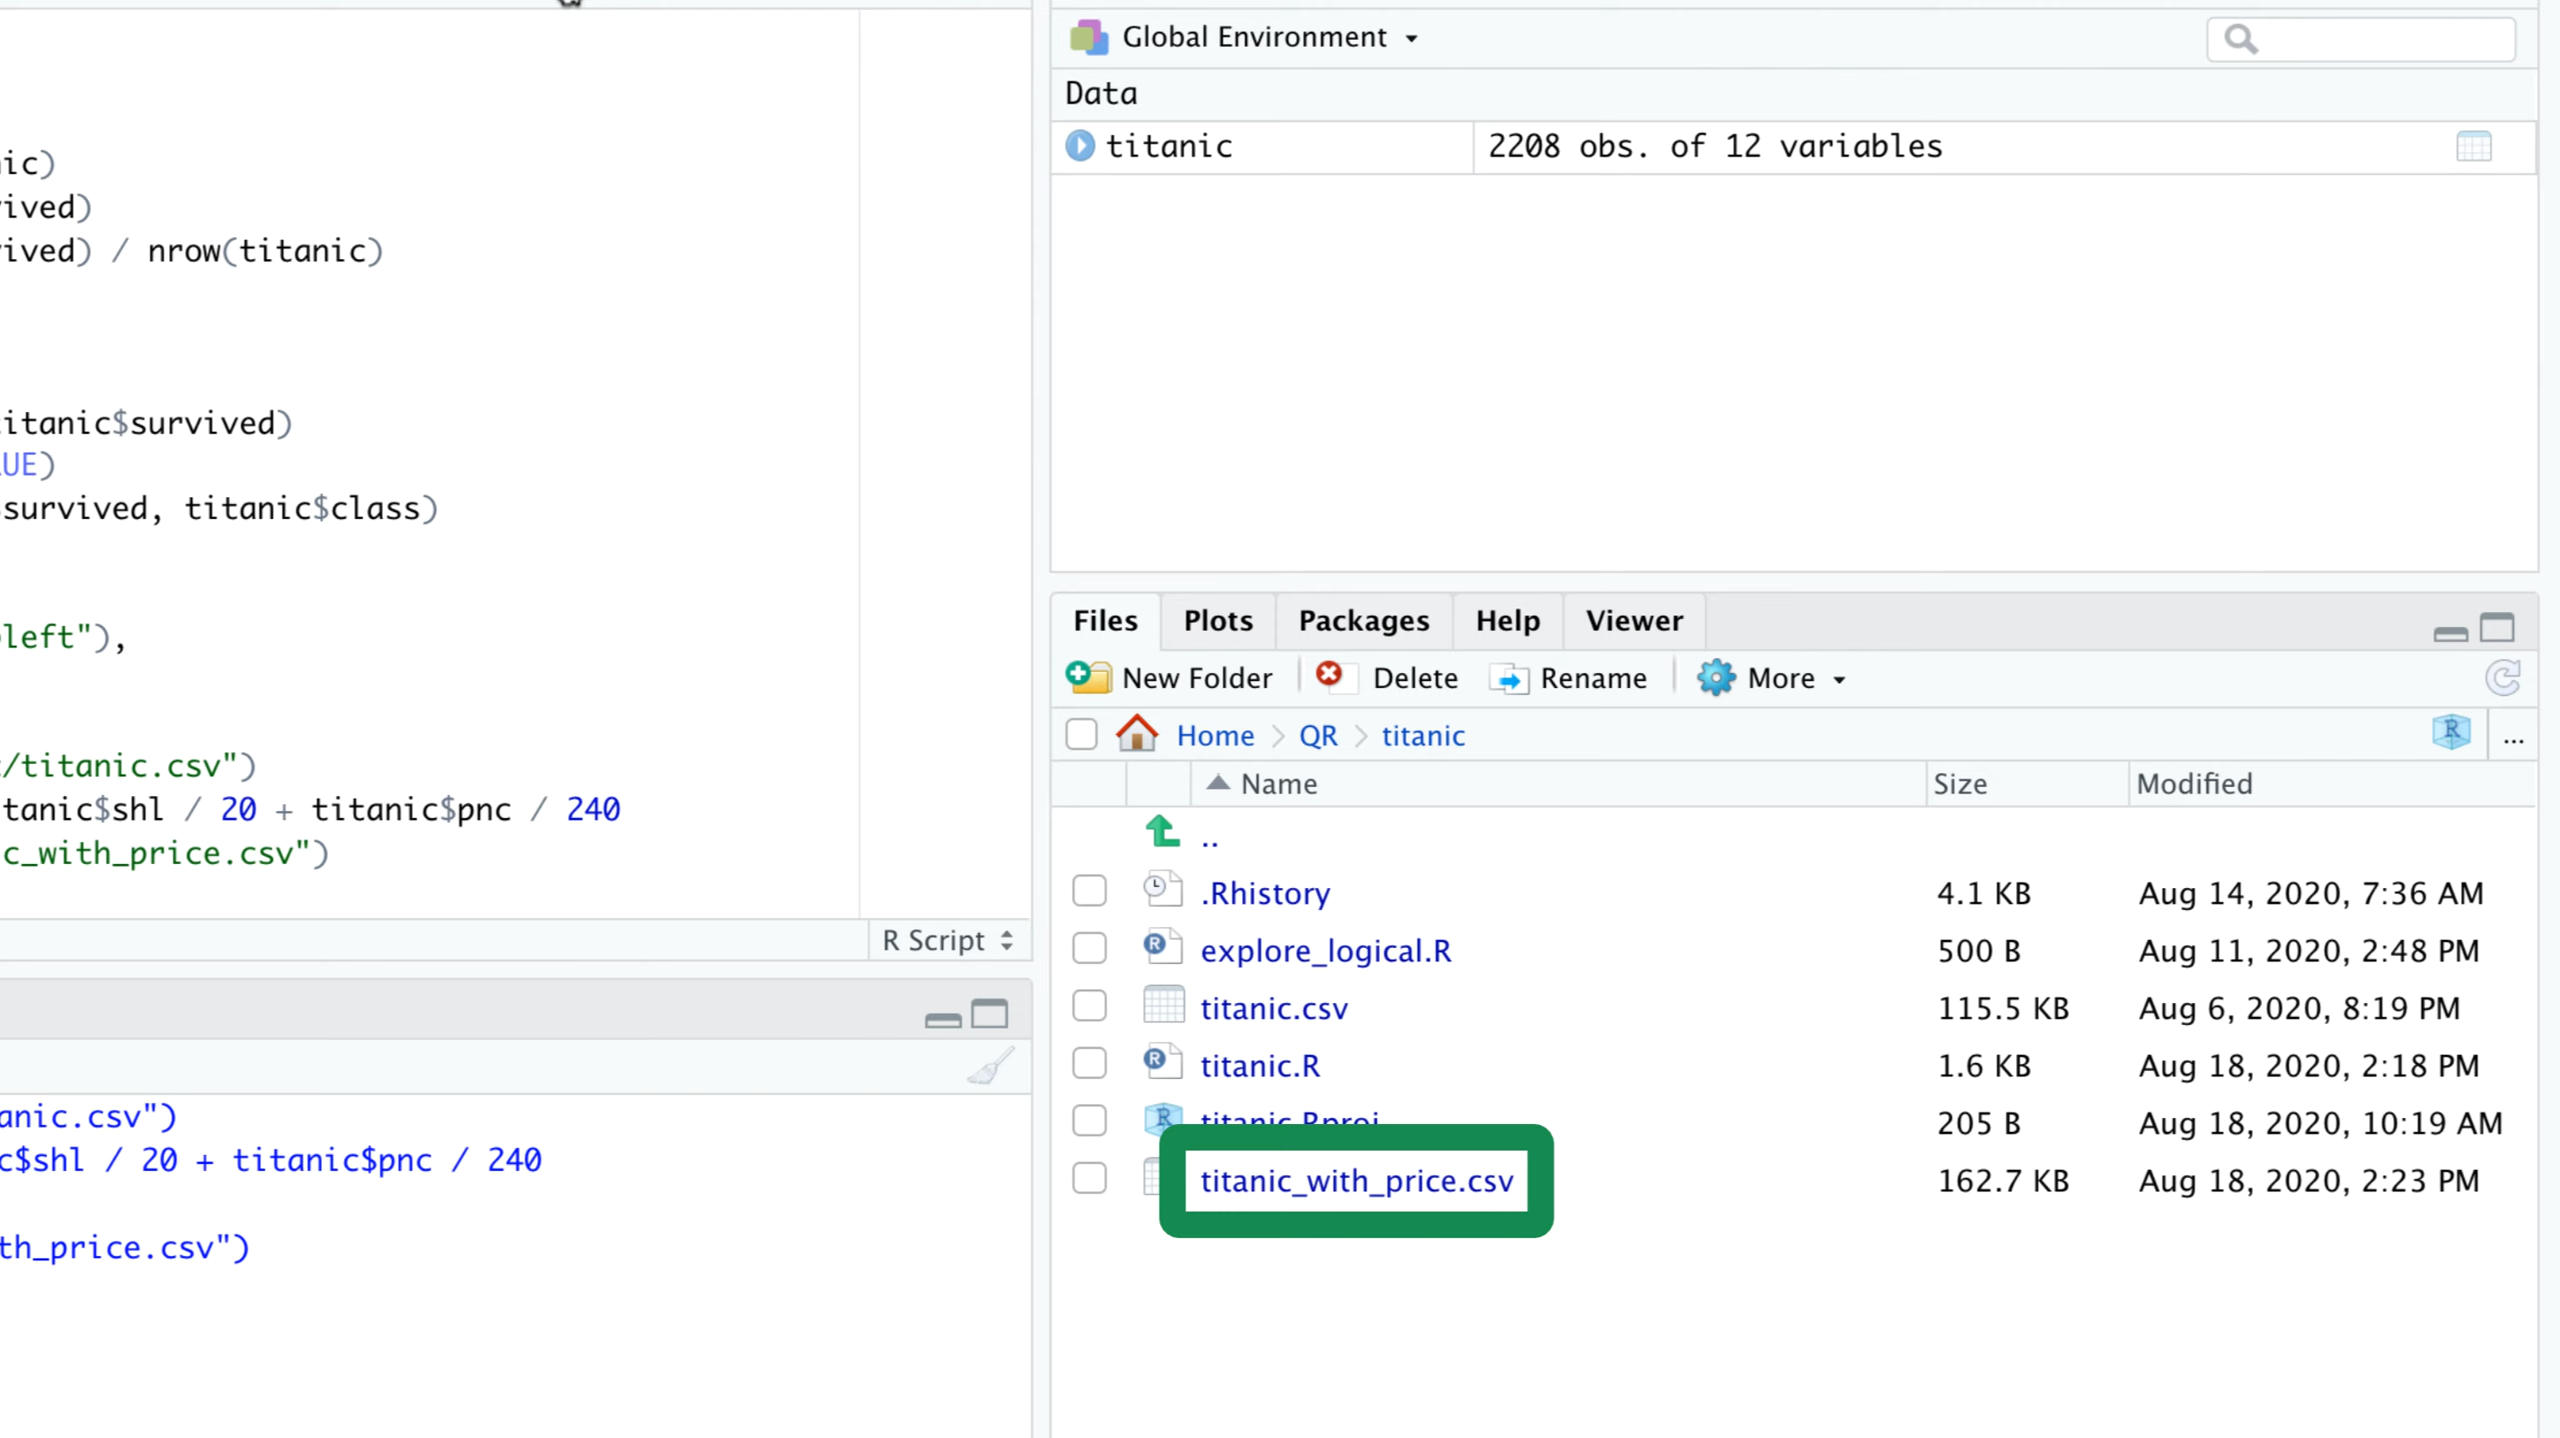 nic)
ived)
ived) / nrow(titanic)
itanic$survived)
UE)
survived, titanic$class)
left"),
/titanic.csv")
tanic$shl / 20 + titanic$pnc / 240
c_with_price.csv")
R Script
anic.csv")
c$shl / 20 + titanic$pnc / 240
th_price.csv")
Global Environment
Data
titanic 2208 obs. of 12 variables
Files Plots Packages Help Viewer
New Folder Delete Rename More
Home > QR > titanic ...
Name Size Modified
..
.Rhistory 4.1 KB Aug 14, 2020, 7:36 AM
explore_logical.R 500 B Aug 11, 2020, 2:48 PM
titanic.csv 115.5 KB Aug 6, 2020, 8:19 PM
titanic.R 1.6 KB Aug 18, 2020, 2:18 PM
titanic.Rproj 205 B Aug 18, 2020, 10:19 AM
titanic_with_price.csv 162.7 KB Aug 18, 2020, 2:23 PM